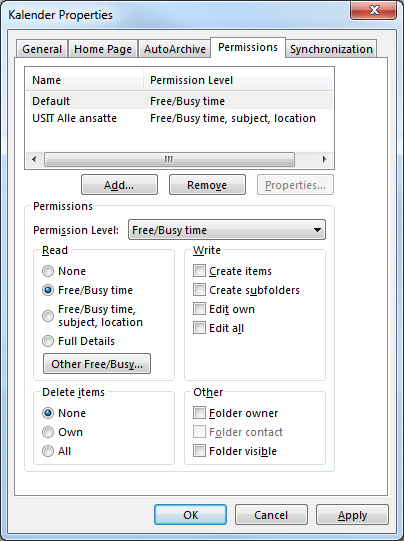 Kalender Properties
General Home Page AutoArchive Permissions Synchronization
Name Permission Level
Default Free/Busy time
USIT Alle ansatte Free/Busy time, subject, location
Add... Remove Properties...
Permissions
Permission Level: Free/Busy time
Read
None
Free/Busy time
Free/Busy time,
subject, location
Full Details
Other Free/Busy...
Write
Create items
Create subfolders
Edit own
Edit all
Delete items
None
Own
All
Other
Folder owner
Folder contact
Folder visible
OK Cancel Apply